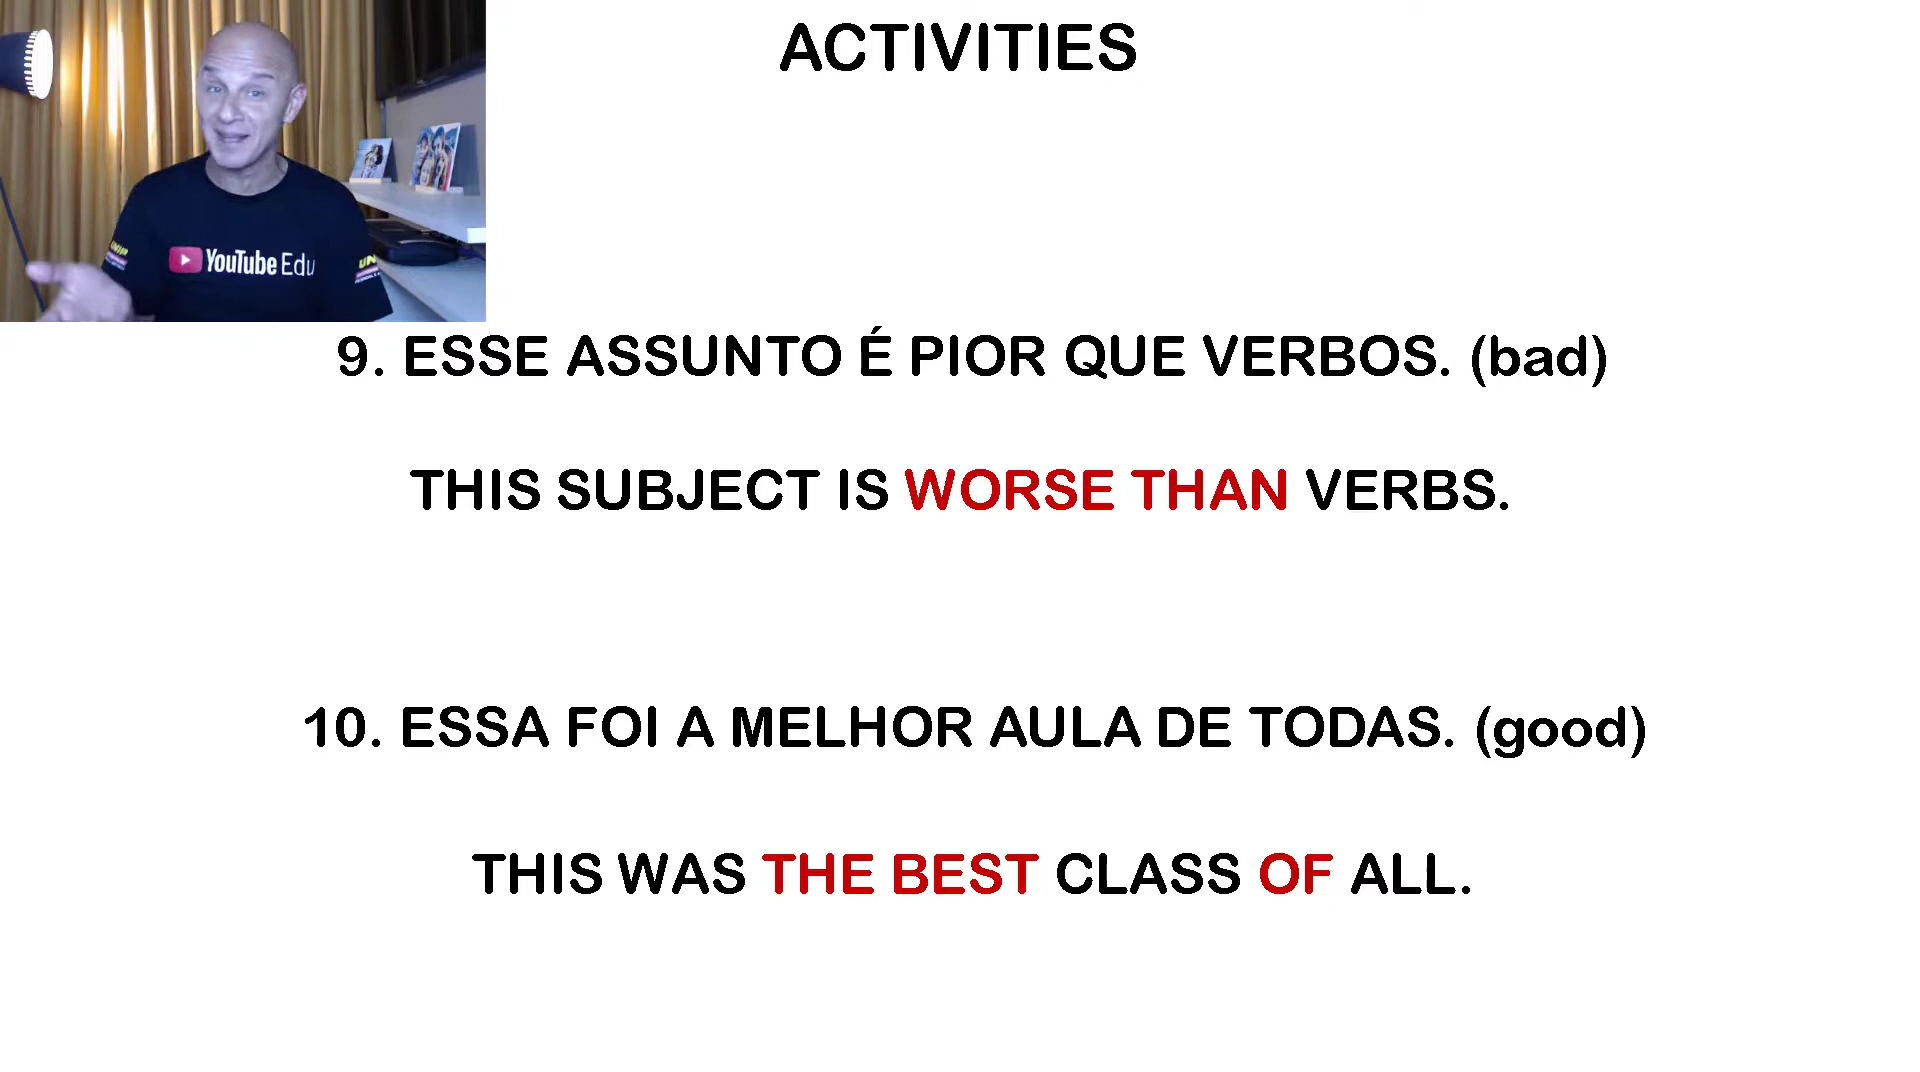 ACTIVITIES
YouTube Edu
9. ESSE ASSUNTO É PIOR QUE VERBOS. (bad)
THIS SUBJECT IS WORSE THAN VERBS.
10. ESSA FOI A MELHOR AULA DE TODAS. (good)
THIS WAS THE BEST CLASS OF ALL.